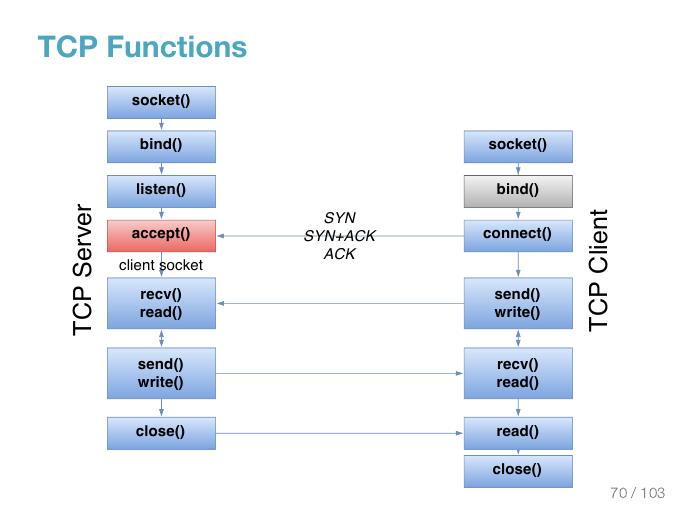 TCP Functions
socket()
bind()
listen()
accept()
client socket
recv()
read()
send()
write()
close()
TCP Server
SYN
SYN+ACK
ACK
socket()
bind()
connect()
send()
write()
recv()
read()
read()
close()
TCP Client
70 / 103